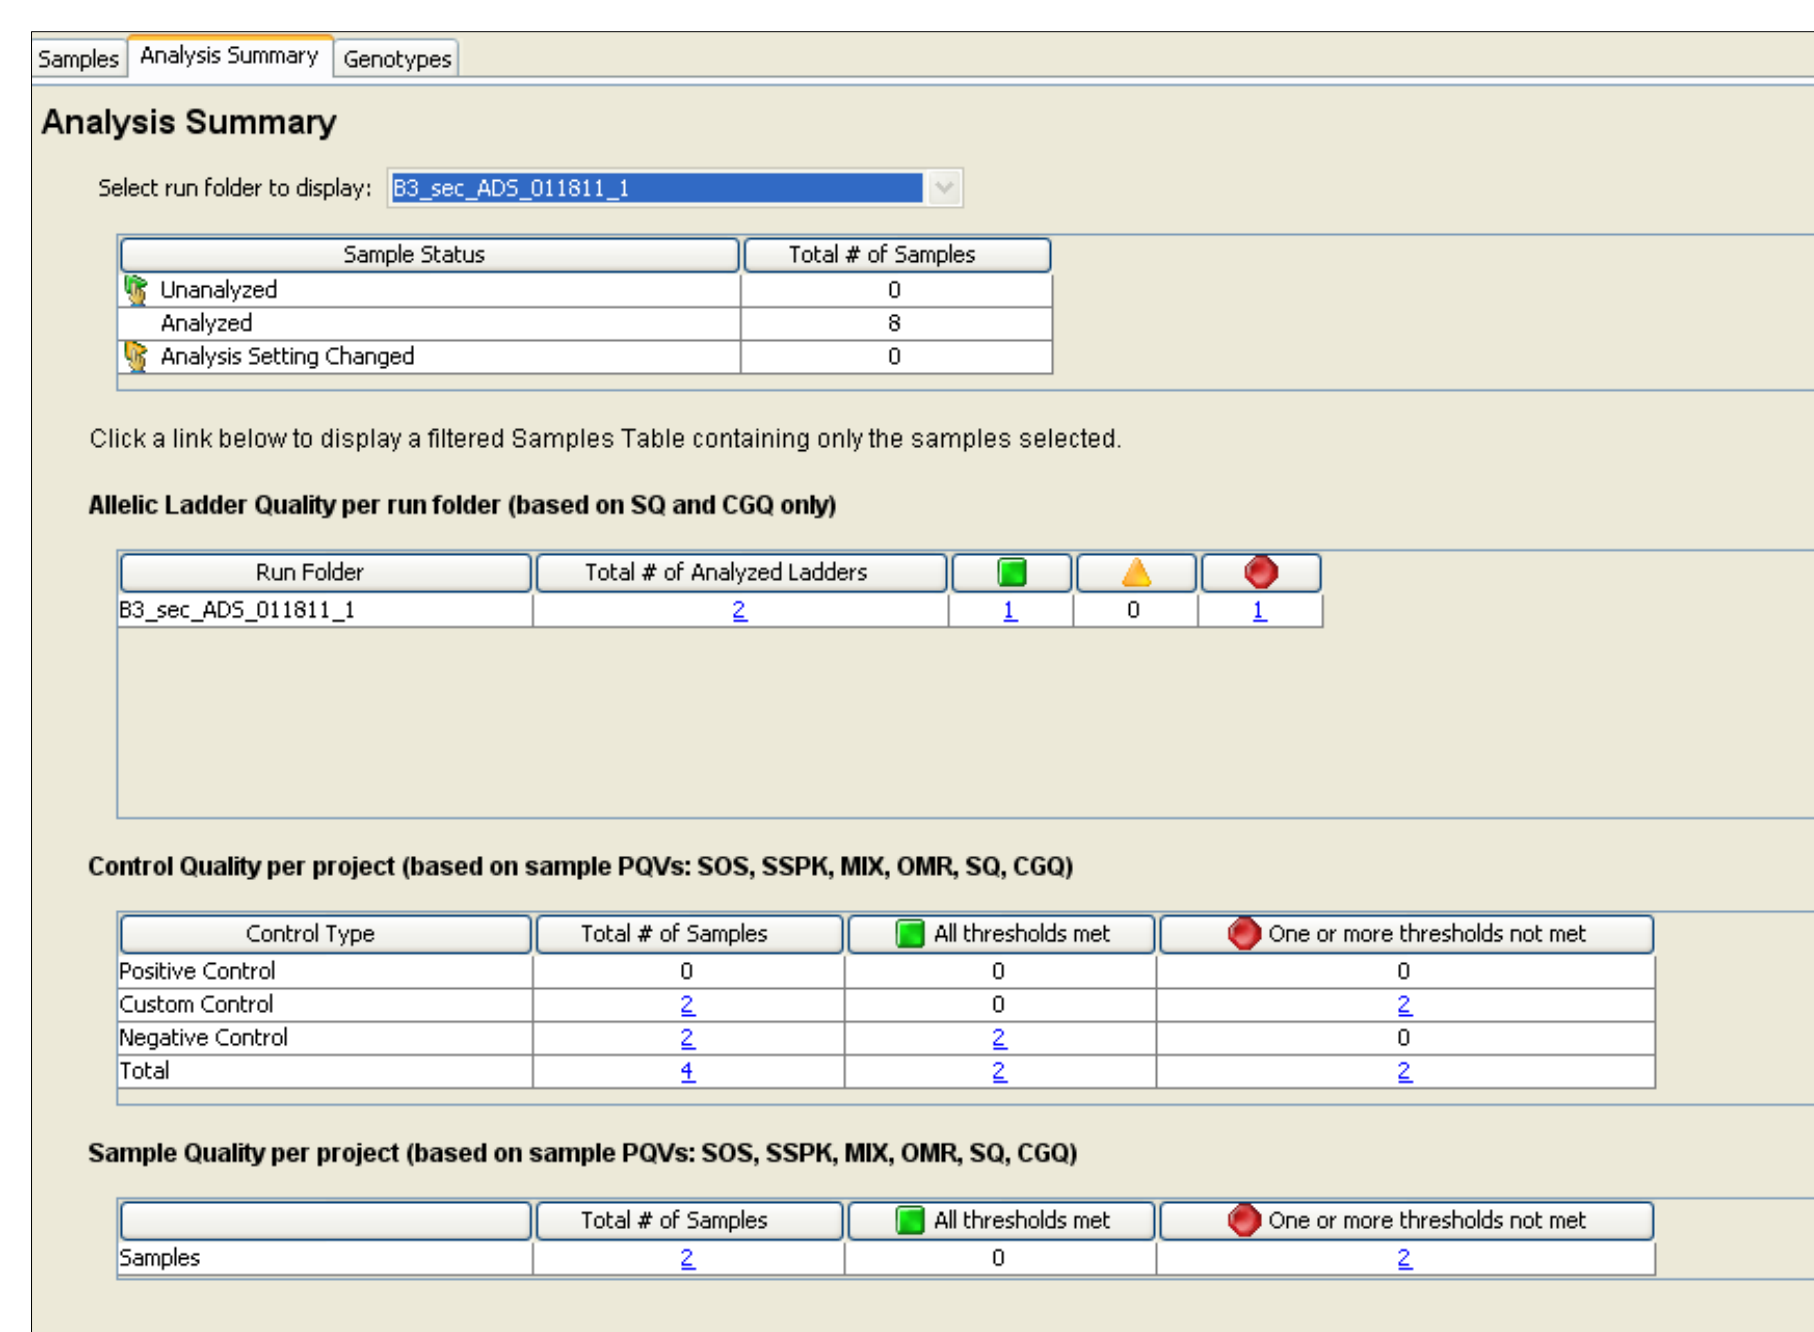 Samples Analysis Summary Genotypes
Analysis Summary
Select run folder to display: B3_sec_ADS_011811_1
Sample Status Total # of Samples
Unanalyzed 0
Analyzed 8
Analysis Setting Changed 0
Click a link below to display a filtered Samples Table containing only the samples selected.
Allelic Ladder Quality per run folder (based on SQ and CGQ only)
Run Folder Total # of Analyzed Ladders
B3_sec_ADS_011811_1 2 1 0 1
Control Quality per project (based on sample PQVs: SOS, SSPK, MIX, OMR, SQ, CGQ)
Control Type Total # of Samples All thresholds met One or more thresholds not met
Positive Control 0 0 0
Custom Control 2 0 2
Negative Control 2 2 0
Total 4 2 2
Sample Quality per project (based on sample PQVs: SOS, SSPK, MIX, OMR, SQ, CGQ)
Total # of Samples All thresholds met One or more thresholds not met
Samples 2 0 2